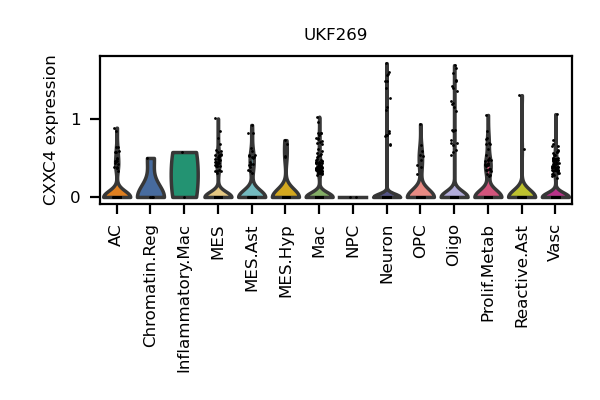 UKF269
CXXC4 expression
1
0
AC
Chromatin.Reg
Inflammatory.Mac
MES
MES.Ast
MES.Hyp
Mac
NPC
Neuron
OPC
Oligo
Prolif.Metab
Reactive.Ast
Vasc